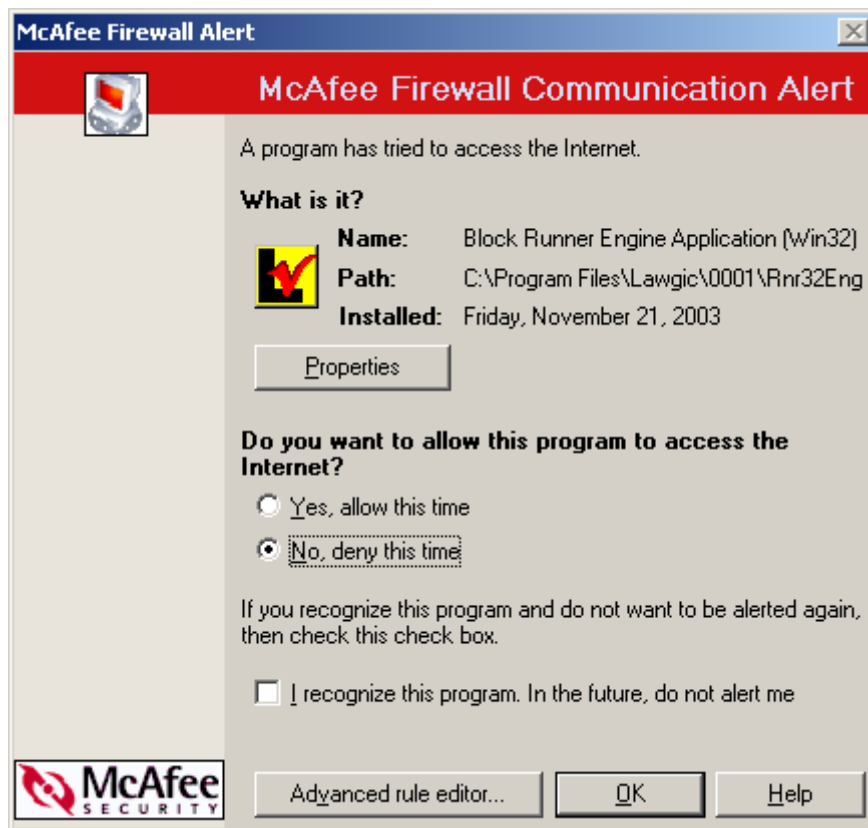 McAfee Firewall Alert
McAfee Firewall Communication Alert
A program has tried to access the Internet.
What is it?
Name: Block Runner Engine Application (Win32)
Path: C:\Program Files\Lawgic\0001\Rnr32Eng
Installed: Friday, November 21, 2003
Properties
Do you want to allow this program to access the
Internet?
Yes, allow this time
No, deny this time
If you recognize this program and do not want to be alerted again,
then check this check box.
I recognize this program. In the future, do not alert me
McAfee
SECURITY
Advanced rule editor... OK Help